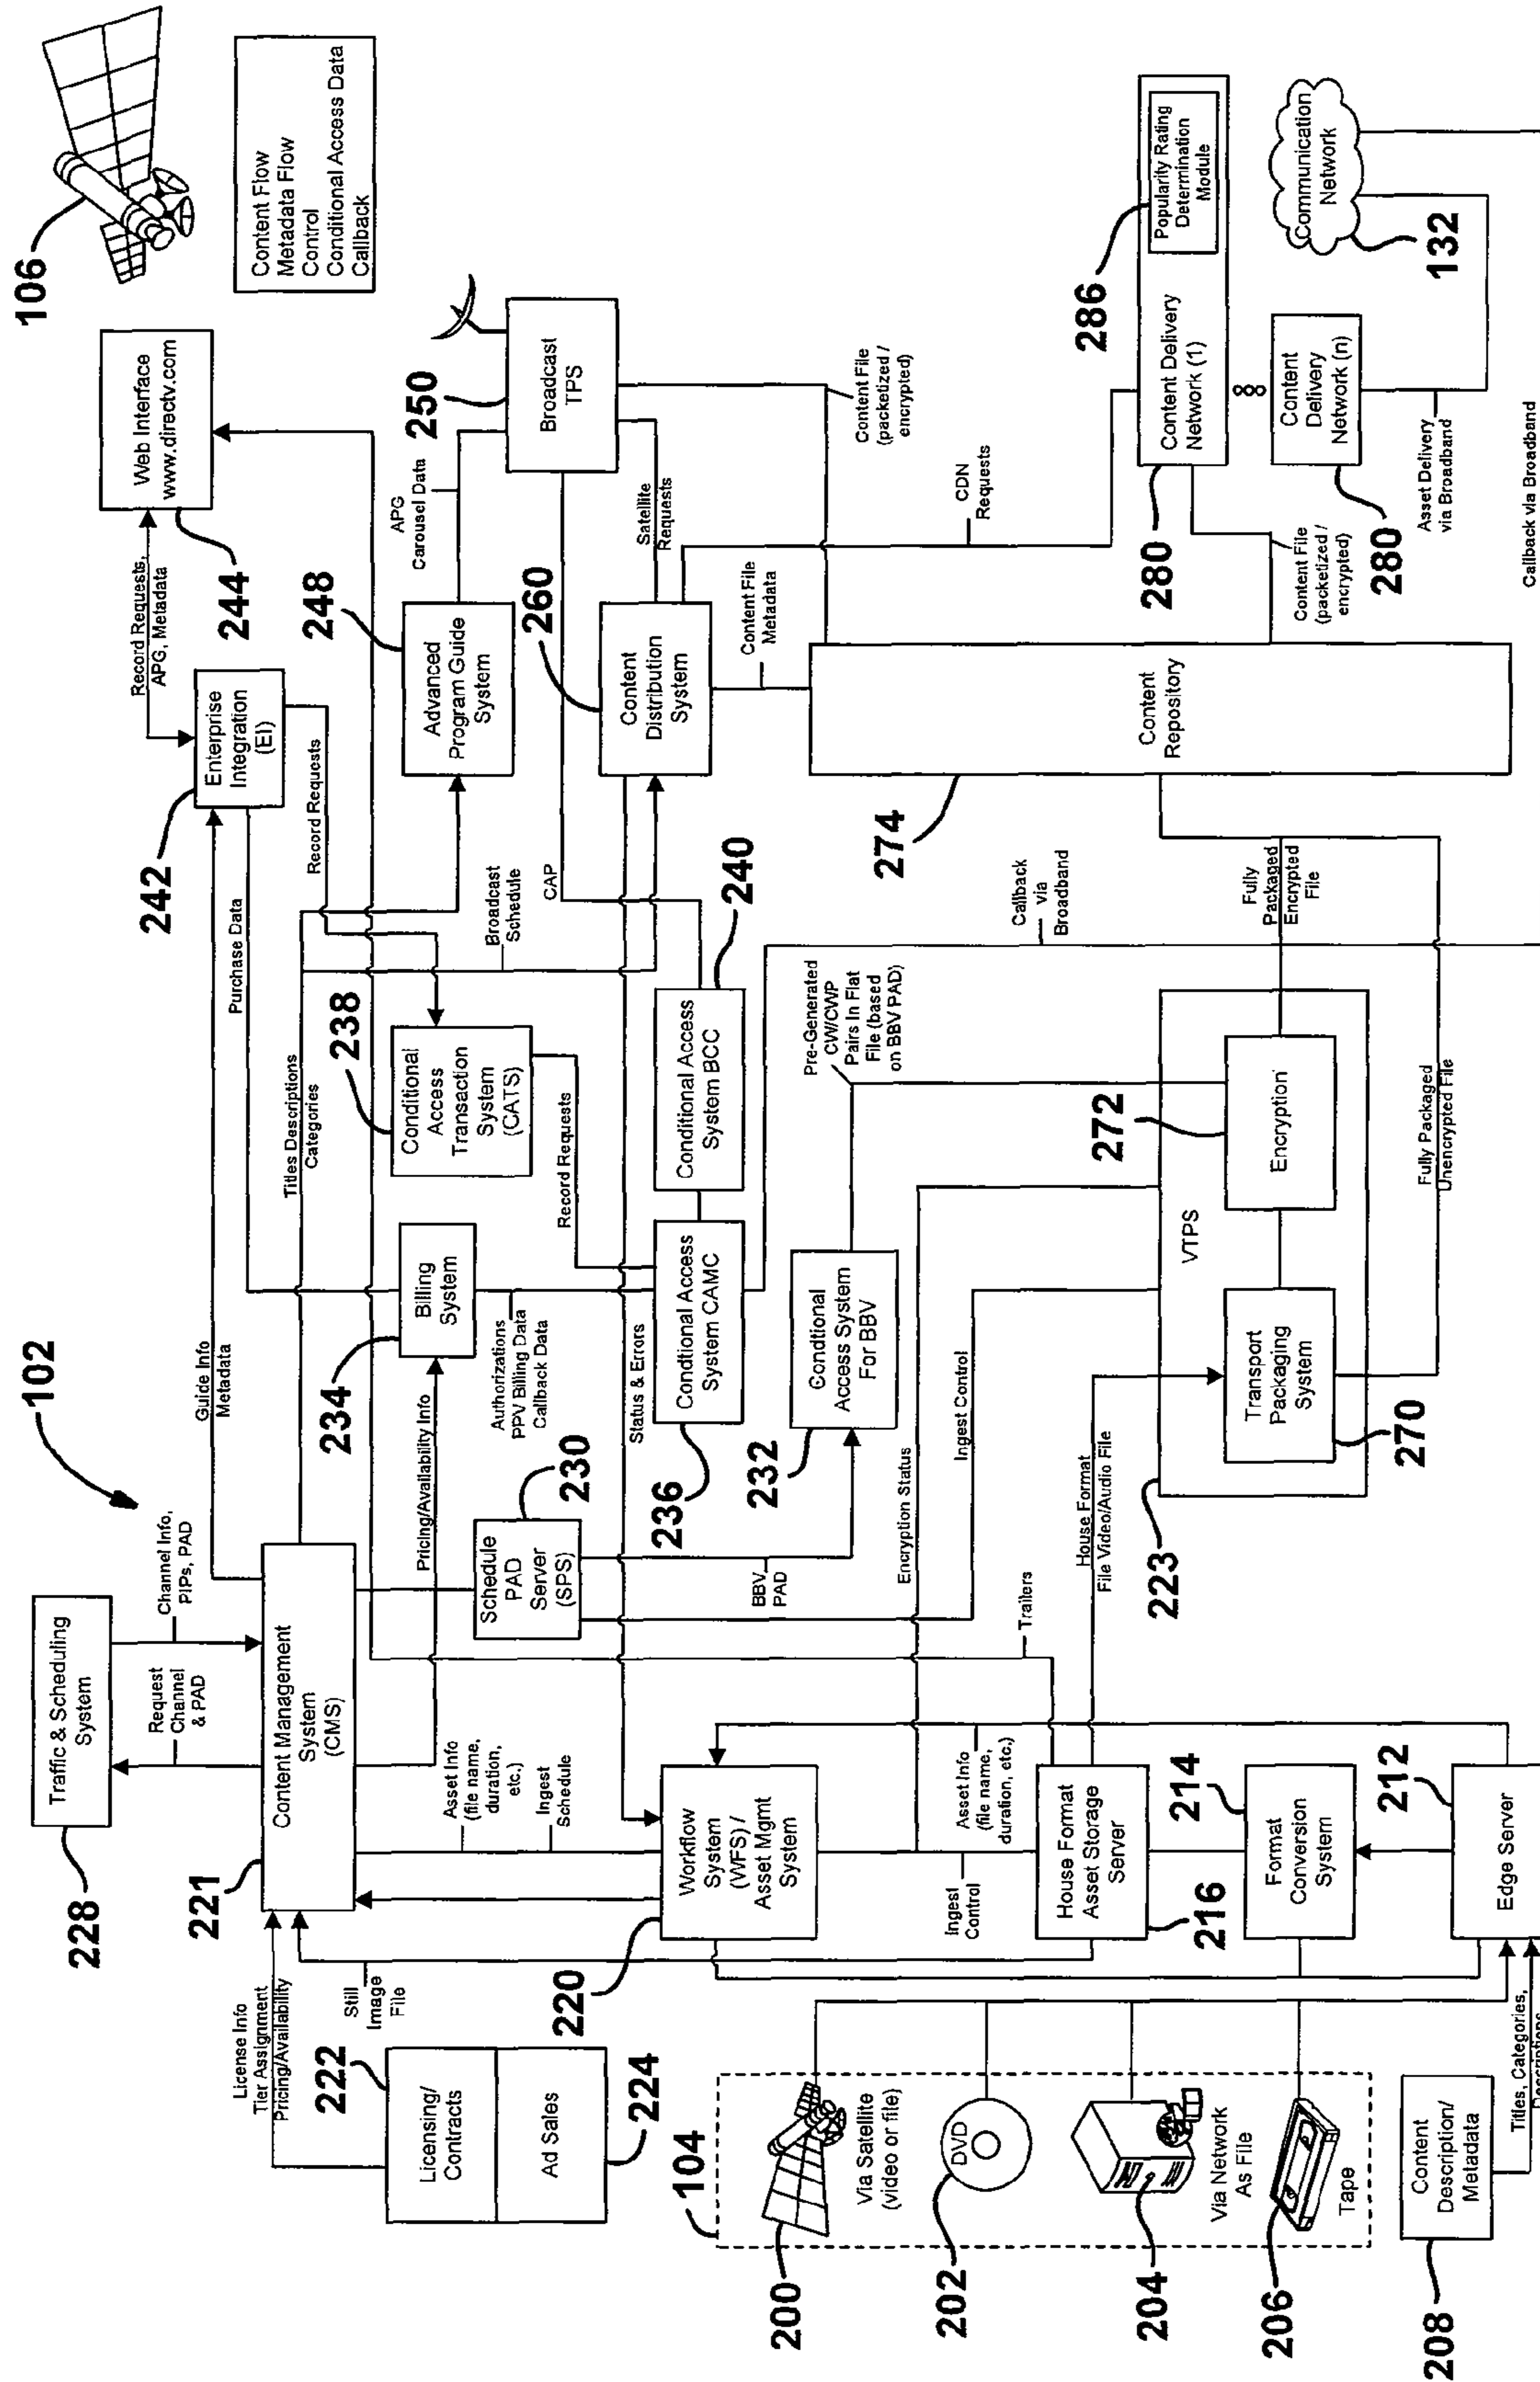 102
106
228
Traffic & Scheduling
System
Request
Channel
& PAD
Channel Info,
PIPs, PAD
221
Content Management
System
(CMS)
License Info
Tier Assignment
Pricing/Availability
Still
Image
File
222
Licensing/
Contracts
Ad Sales
224
Guide Info
Metadata
Purchase Data
242
Enterprise
Integration
(EI)
Record Requests,
APG, Metadata
244
Web Interface
www.directv.com
Content Flow
Metadata Flow
Control
Conditional Access Data
Callback
Titles Descriptions
Categories
Record Requests
248
Advanced
Program Guide
System
APG
Carousel Data
250
Broadcast
TPS
Asset Info
(file name,
duration,
etc.)
Ingest
Schedule
Pricing/Availability Info
234
Billing
System
238
Conditional
Access
Transaction
System
(CATS)
Broadcast
Schedule
CAP
260
Content
Distribution
System
Satellite
Requests
230
Schedule
PAD
Server
(SPS)
Authorizations
PPV Billing Data
Callback Data
Record Requests
Status & Errors
236
Condtional Access
System CAMC
Conditional Access
System BCC
240
220
Workflow
System
(WFS) /
Asset Mgmt
System
BBV
PAD
232
Condtional
Access System
For BBV
Pre-Generated
CW/CWP
Pairs In Flat
File (based
on BBV PAD)
Content File
Metadata
Content File
(packetized /
encrypted)
CDN
Requests
104
200
Via Satellite
(video or file)
202
DVD
204
Via Network
As File
206
Tape
Ingest
Control
Asset Info
(file name,
duration, etc.)
Encryption Status
Ingest Control
Trailers
House Format
File Video/Audio File
Callback
via
Broadband
274
Content
Repository
216
House Format
Asset Storage
Server
223
VTPS
272
Transport
Packaging
System
270
Encryption
Fully
Packaged
Encrypted
File
Fully Packaged
Unencrypted File
286
Popularity Rating
Determination
Module
Content Delivery
Network (1)
280
214
Format
Conversion
System
Content File
(packetized /
encrypted)
280
Content
Delivery
Network (n)
Communication
Network
132
Asset Delivery
via Broadband
208
Content
Description/
Metadata
212
Edge Server
Titles, Categories,
Descriptions
Callback via Broadband